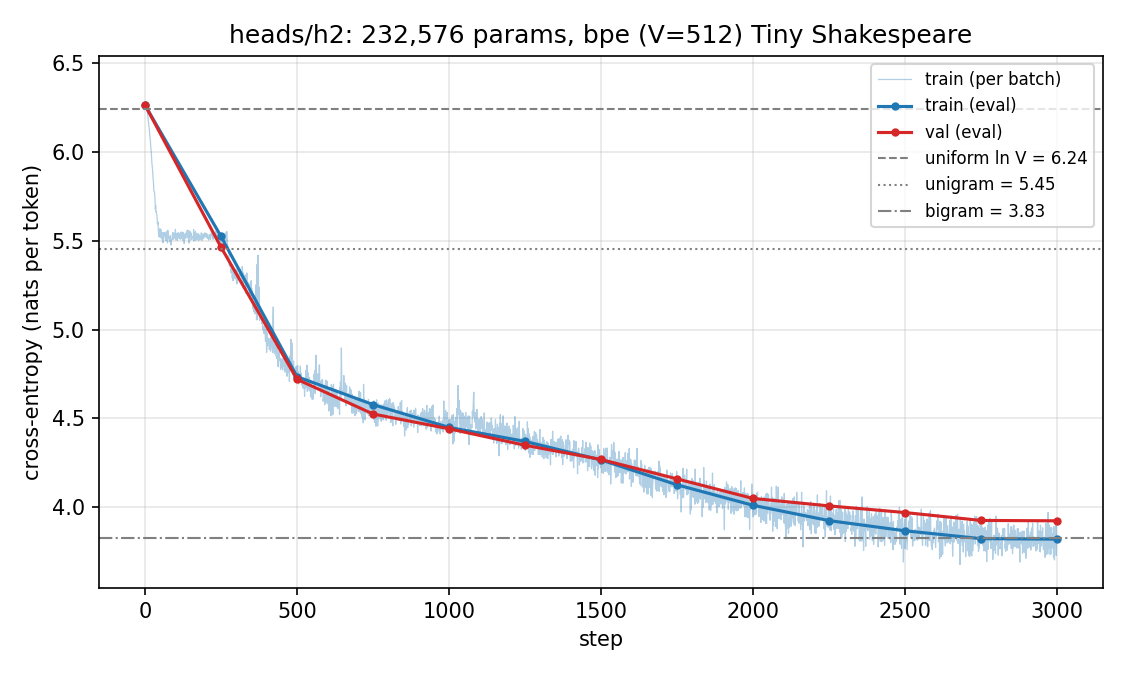 heads/h2: 232,576 params, bpe (V=512) Tiny Shakespeare
6.5
6.0
5.5
5.0
4.5
4.0
cross-entropy (nats per token)
train (per batch)
train (eval)
val (eval)
uniform ln V = 6.24
unigram = 5.45
bigram = 3.83
0 500 1000 1500 2000 2500 3000
step